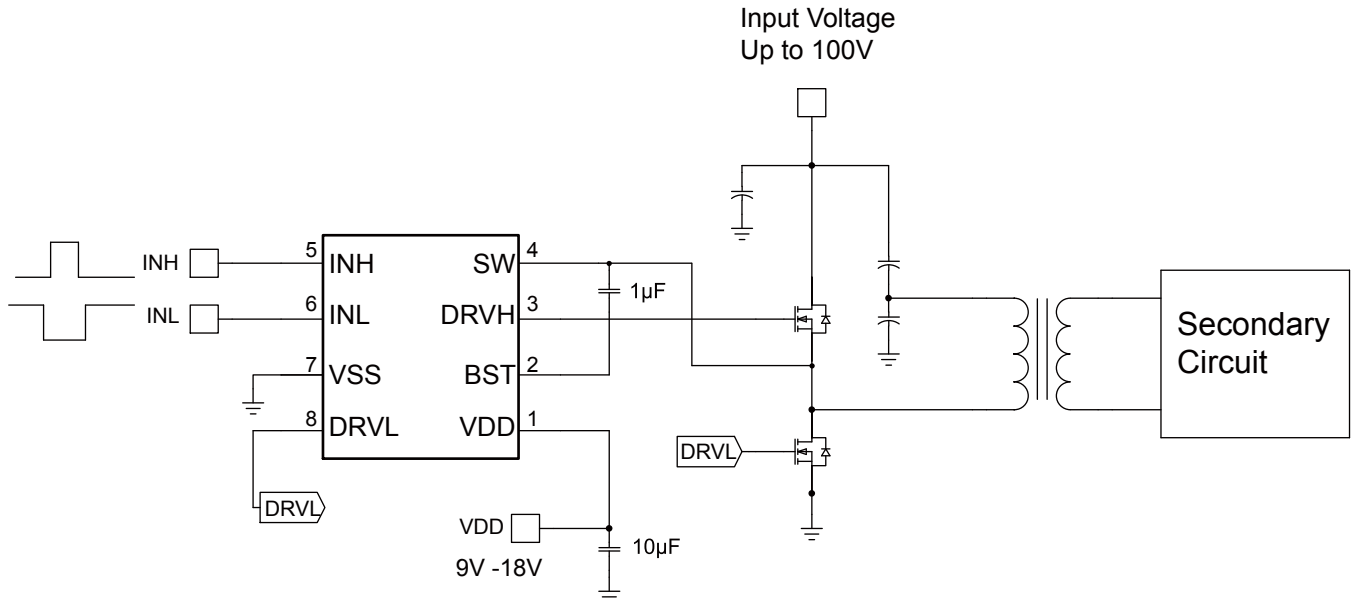 Input Voltage
Up to 100V
INH
5
INH
SW
4
1µF
INL
6
INL
DRVH
3
7
VSS
BST
2
8
DRVL
VDD
1
DRVL
DRVL
VDD
9V -18V
10µF
Secondary
Circuit